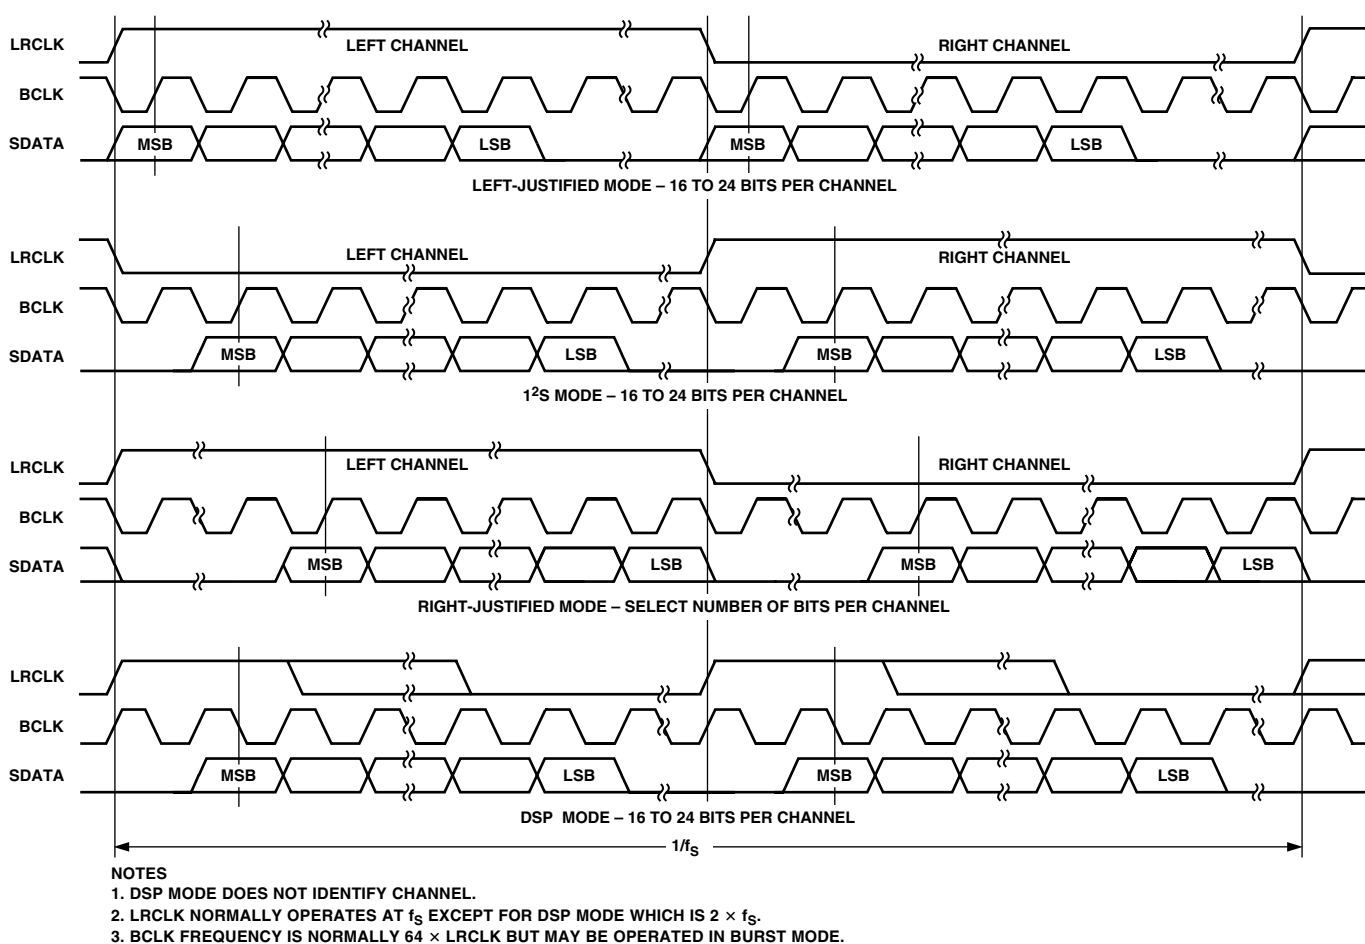 LRCLK LEFT CHANNEL RIGHT CHANNEL
BCLK
SDATA MSB LSB MSB LSB
LEFT-JUSTIFIED MODE – 16 TO 24 BITS PER CHANNEL
LRCLK LEFT CHANNEL RIGHT CHANNEL
BCLK
SDATA MSB LSB MSB LSB
1²S MODE – 16 TO 24 BITS PER CHANNEL
LRCLK LEFT CHANNEL RIGHT CHANNEL
BCLK
SDATA MSB LSB MSB LSB
RIGHT-JUSTIFIED MODE – SELECT NUMBER OF BITS PER CHANNEL
LRCLK
BCLK
SDATA MSB LSB MSB LSB
DSP MODE – 16 TO 24 BITS PER CHANNEL
1/fS
NOTES
1. DSP MODE DOES NOT IDENTIFY CHANNEL.
2. LRCLK NORMALLY OPERATES AT fS EXCEPT FOR DSP MODE WHICH IS 2 × fS.
3. BCLK FREQUENCY IS NORMALLY 64 × LRCLK BUT MAY BE OPERATED IN BURST MODE.